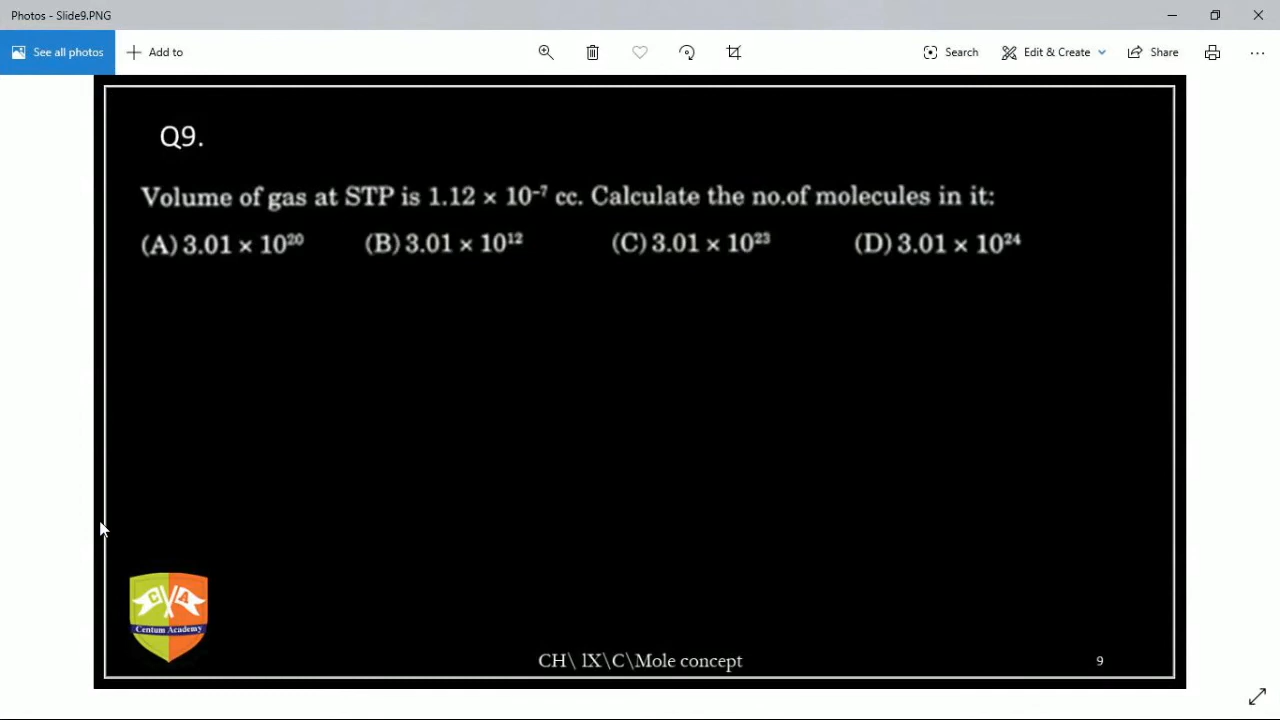 Photos - Slide9.PNG
See all photos
Add to
Search
Edit & Create
Share
Q9.
Volume of gas at STP is 1.12 × 10⁻⁷ cc. Calculate the no.of molecules in it:
(A) 3.01 × 10²⁰ (B) 3.01 × 10¹² (C) 3.01 × 10²³ (D) 3.01 × 10²⁴
C A
Centum Academy
CH\ lX\C\Mole concept
9